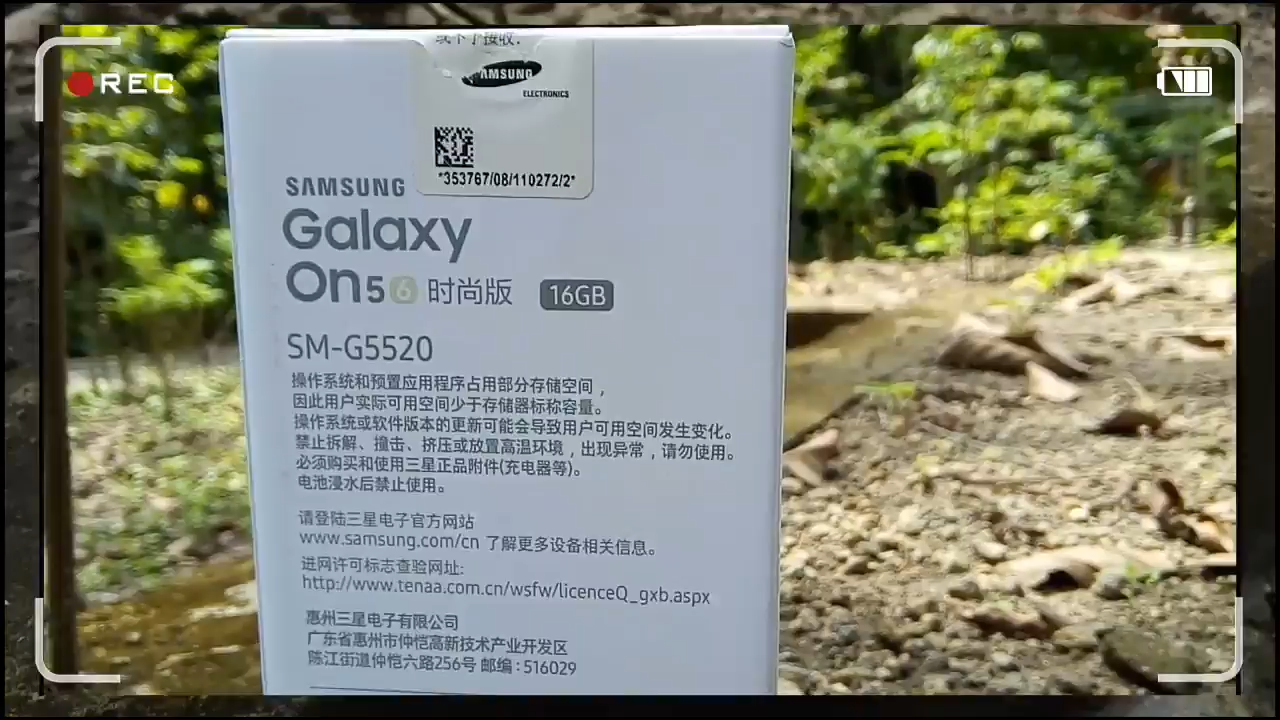 REC
或不予接收.
SAMSUNG
ELECTRONICS
*353767/08/110272/2*
SAMSUNG
Galaxy
On5 6 时尚版 16GB
SM-G5520
操作系统和预置应用程序占用部分存储空间，
因此用户实际可用空间少于存储器标称容量。
操作系统或软件版本的更新可能会导致用户可用空间发生变化。
禁止拆解、撞击、挤压或放置高温环境，出现异常，请勿使用。
必须购买和使用三星正品附件(充电器等)。
电池浸水后禁止使用。
请登陆三星电子官方网站
www.samsung.com/cn 了解更多设备相关信息。
进网许可标志查验网址:
http://www.tenaa.com.cn/wsfw/licenceQ_gxb.aspx
惠州三星电子有限公司
广东省惠州市仲恺高新技术产业开发区
陈江街道仲恺六路256号 邮编:516029